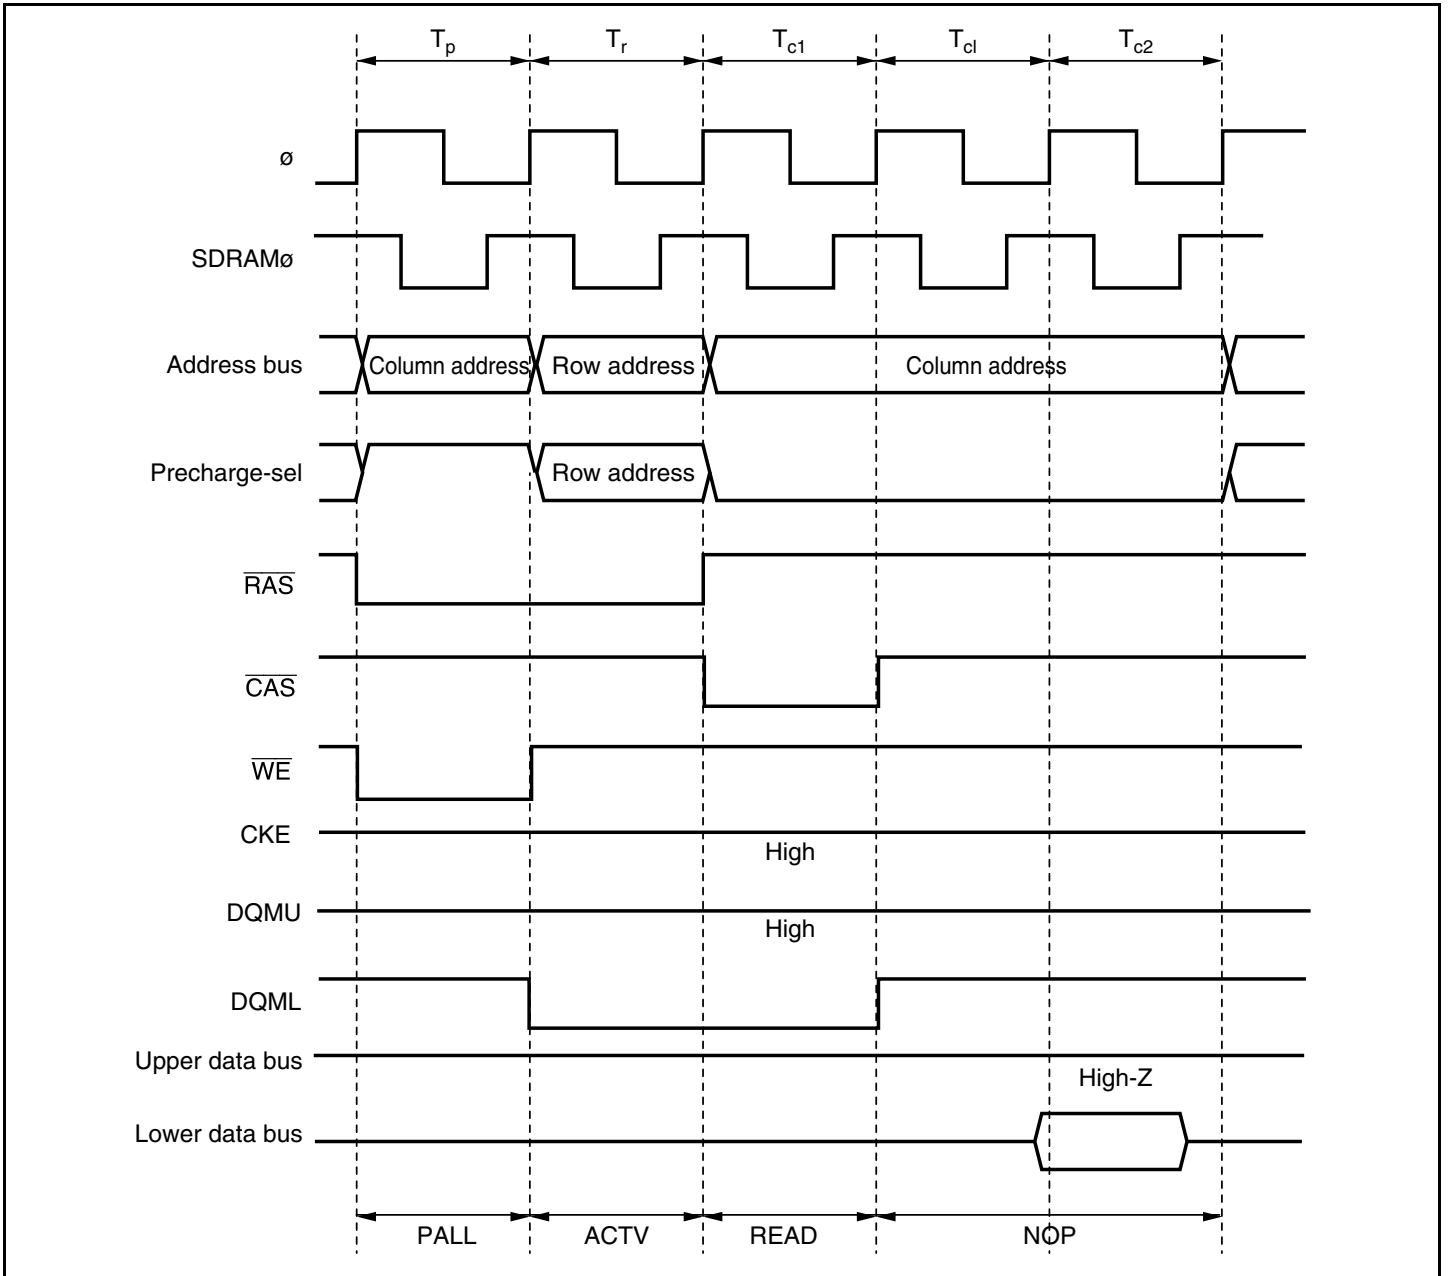 Tp Tr Tc1 Tcl Tc2
ø
SDRAMø
Address bus Column address Row address Column address
Precharge-sel Row address
RAS
CAS
WE
CKE
High
DQMU
High
DQML
Upper data bus
High-Z
Lower data bus
PALL ACTV READ NOP